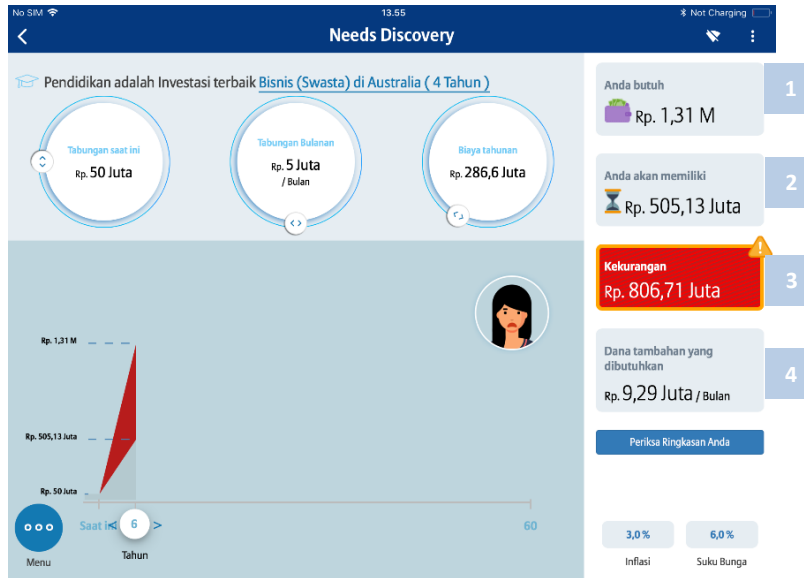 No SIM
13.55
Not Charging
Needs Discovery
Pendidikan adalah Investasi terbaik Bisnis (Swasta) di Australia ( 4 Tahun )
Tabungan saat ini
Rp. 50 Juta
Tabungan Bulanan
Rp. 5 Juta
/ Bulan
Biaya tahunan
Rp. 286,6 Juta
Anda butuh
Rp. 1,31 M
1
Anda akan memiliki
Rp. 505,13 Juta
2
Kekurangan
Rp. 806,71 Juta
3
Dana tambahan yang
dibutuhkan
Rp. 9,29 Juta / Bulan
4
Periksa Ringkasan Anda
Rp. 1,31 M
Rp. 505,13 Juta
Rp. 50 Juta
Saat ini
< 6 >
60
Tahun
Menu
3,0 %
6,0 %
Inflasi
Suku Bunga